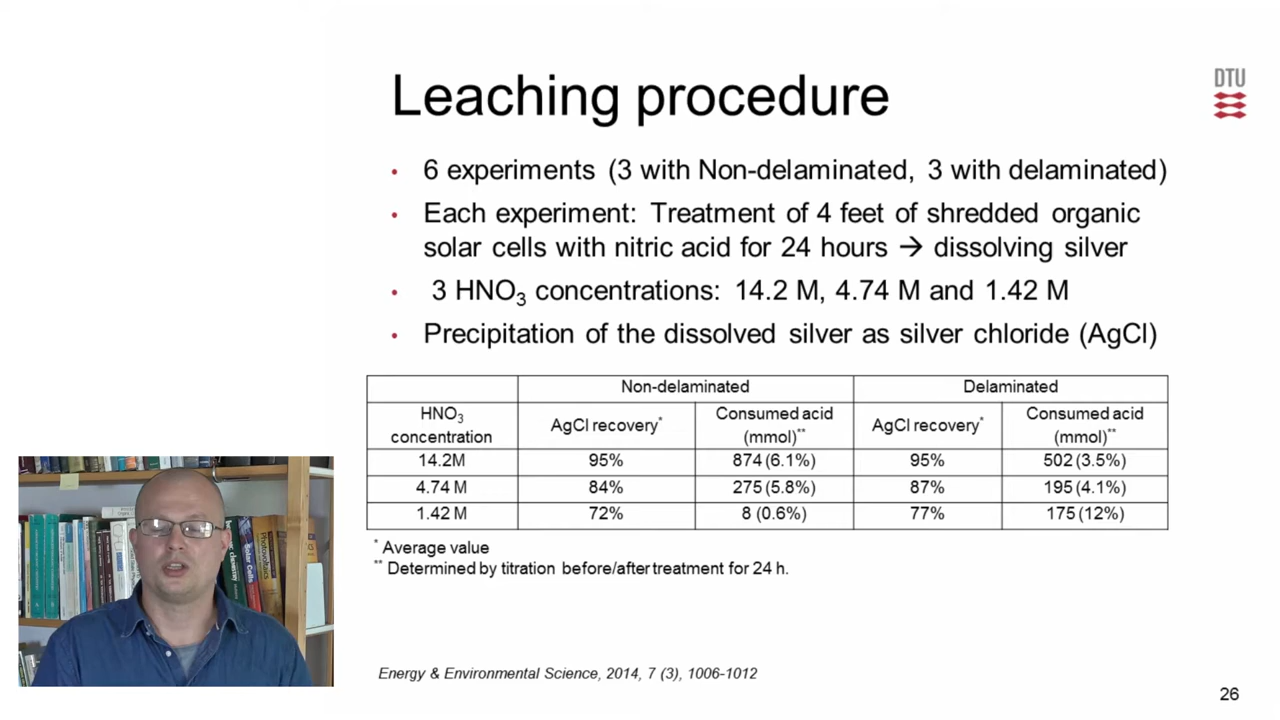 DTU
Leaching procedure
• 6 experiments (3 with Non-delaminated, 3 with delaminated)
• Each experiment: Treatment of 4 feet of shredded organic
solar cells with nitric acid for 24 hours → dissolving silver
• 3 HNO3 concentrations: 14.2 M, 4.74 M and 1.42 M
• Precipitation of the dissolved silver as silver chloride (AgCl)
Non-delaminated Delaminated
HNO3 concentration AgCl recovery* Consumed acid (mmol)** AgCl recovery* Consumed acid (mmol)**
14.2M 95% 874 (6.1%) 95% 502 (3.5%)
4.74 M 84% 275 (5.8%) 87% 195 (4.1%)
1.42 M 72% 8 (0.6%) 77% 175 (12%)
* Average value
** Determined by titration before/after treatment for 24 h.
Energy & Environmental Science, 2014, 7 (3), 1006-1012
26
Solar Cells